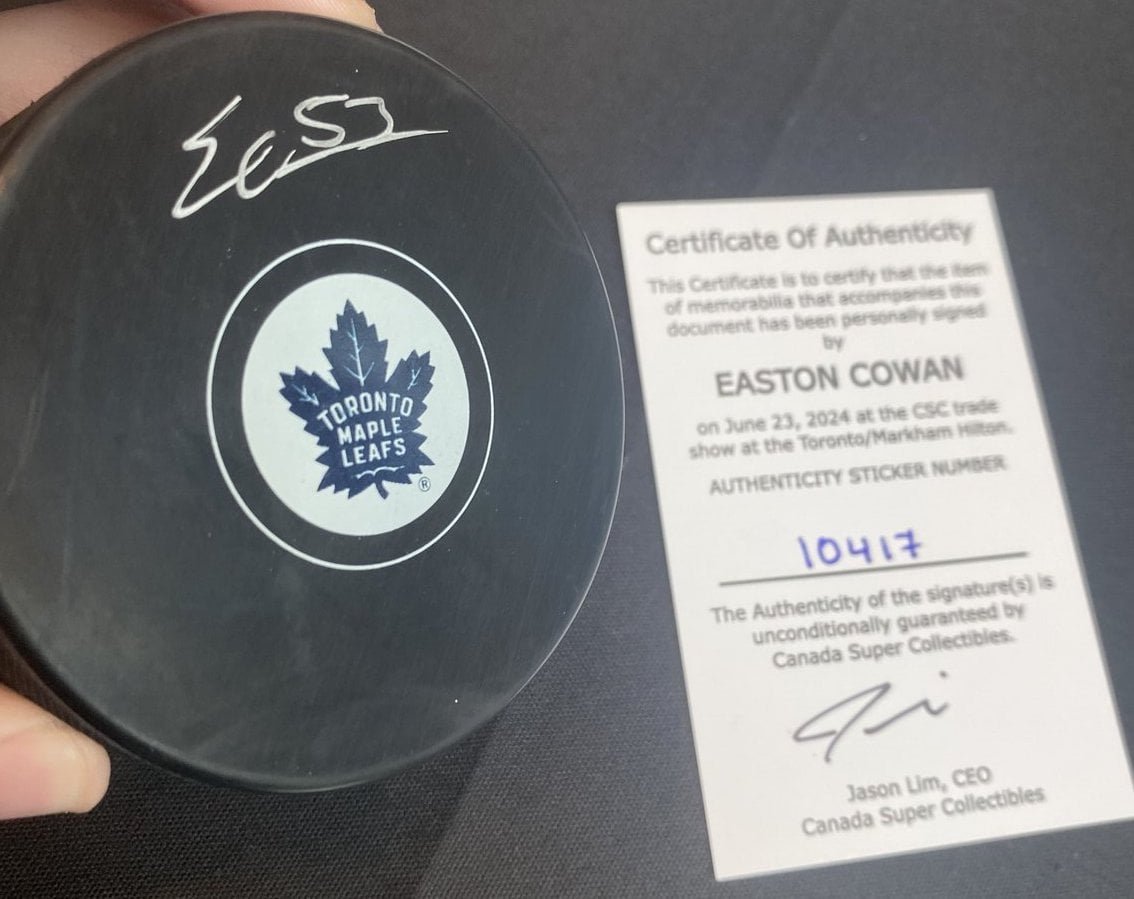 EC 53
TORONTO
MAPLE
LEAFS
®
Certificate Of Authenticity
This Certificate is to certify that the item
of memorabilia that accompanies this
document has been personally signed
by
EASTON COWAN
on June 23, 2024 at the CSC trade
show at the Toronto/Markham Hilton.
AUTHENTICITY STICKER NUMBER
10417
The Authenticity of the signature(s) is
unconditionally guaranteed by
Canada Super Collectibles.
Jason Lim, CEO
Canada Super Collectibles